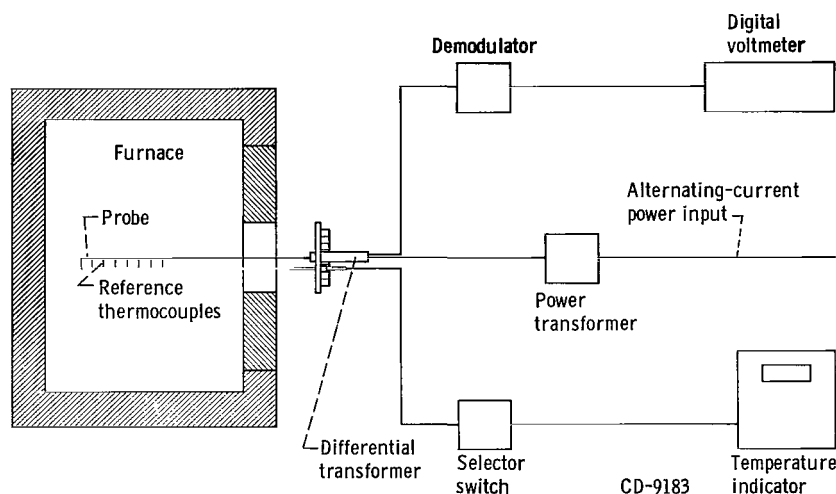 Digital
voltmeter
Demodulator
Furnace
Alternating-current
power input
Probe
Reference
thermocouples
Power
transformer
Differential
transformer
Selector
switch
CD-9183
Temperature
indicator